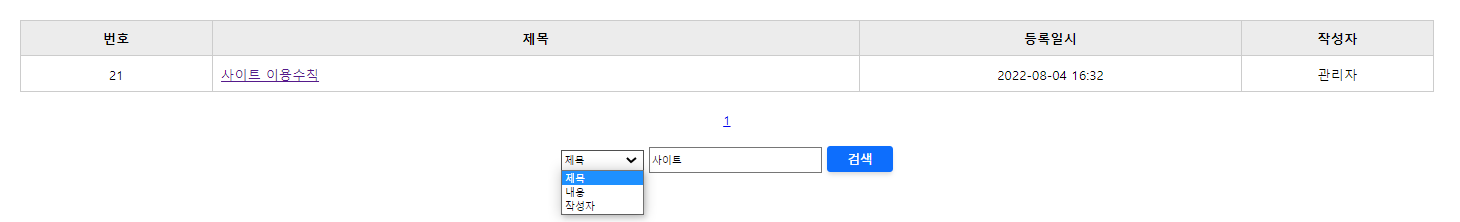 번호 제목 등록일시 작성자
21 사이트 이용수칙 2022-08-04 16:32 관리자
1
제목 사이트 검색
제목
내용
작성자